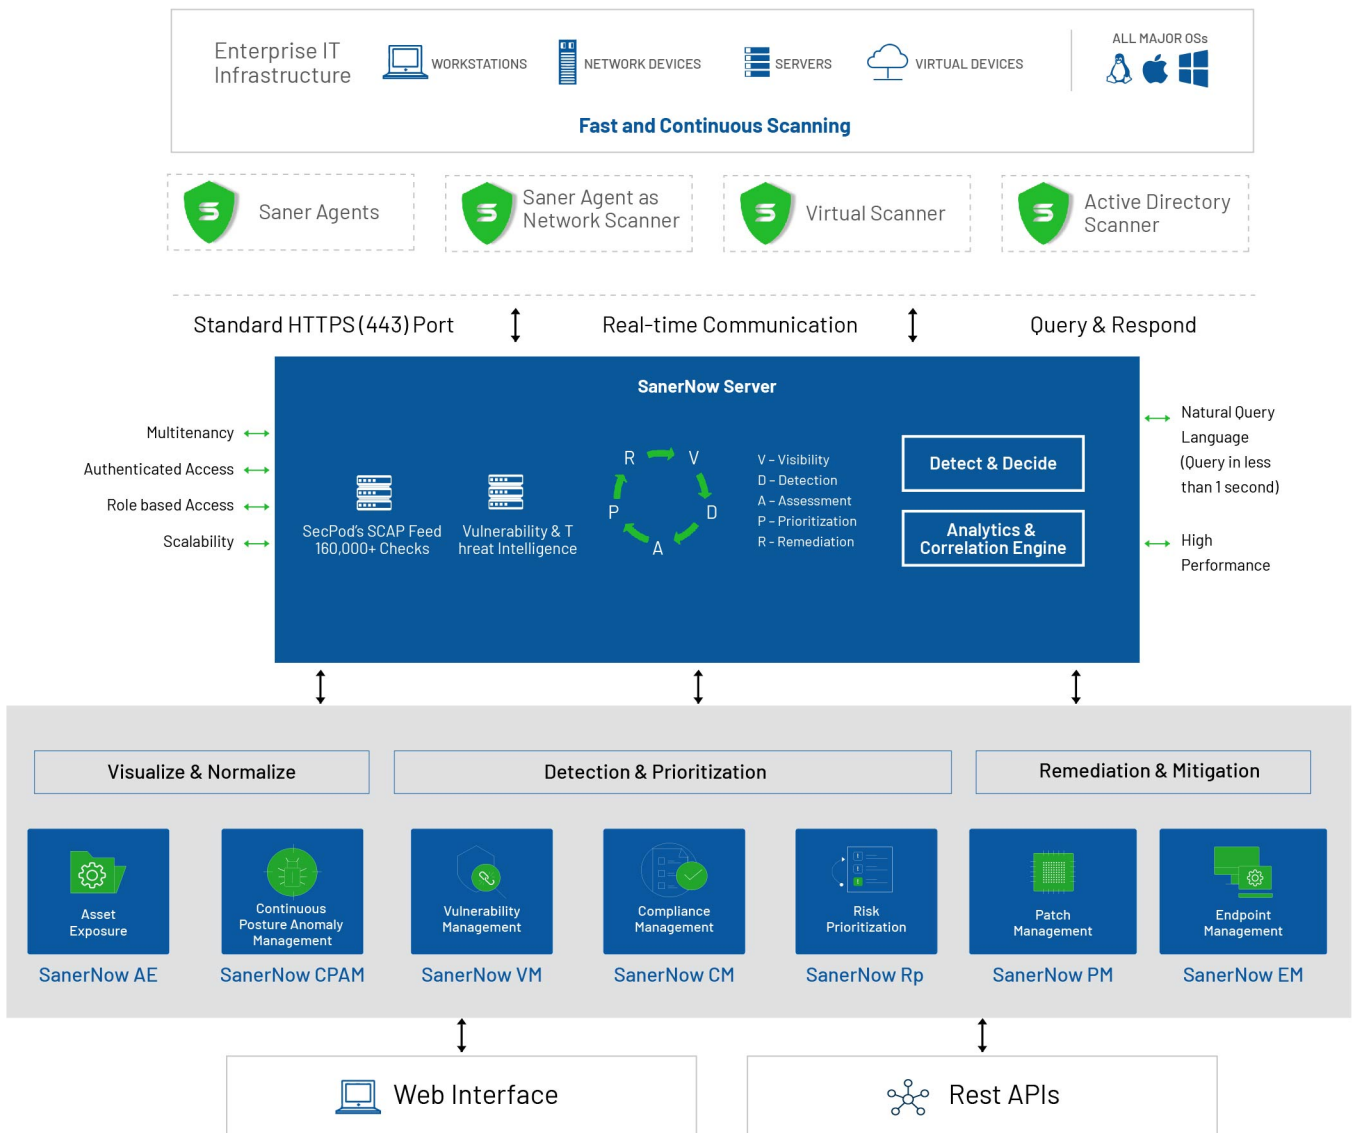 Enterprise IT
Infrastructure
WORKSTATIONS
NETWORK DEVICES
SERVERS
VIRTUAL DEVICES
ALL MAJOR OSs
Fast and Continuous Scanning
Saner Agents
Saner Agent as
Network Scanner
Virtual Scanner
Active Directory
Scanner
Standard HTTPS (443) Port
Real-time Communication
Query & Respond
SanerNow Server
Multitenancy
Authenticated Access
Role based Access
Scalability
SecPod's SCAP Feed
160,000+ Checks
Vulnerability & T
hreat Intelligence
R
V
P
D
A
V – Visibility
D – Detection
A – Assessment
P – Prioritization
R – Remediation
Detect & Decide
Analytics &
Correlation Engine
Natural Query
Language
(Query in less
than 1 second)
High
Performance
Visualize & Normalize
Detection & Prioritization
Remediation & Mitigation
Asset
Exposure
SanerNow AE
Continuous
Posture Anomaly
Management
SanerNow CPAM
Vulnerability
Management
SanerNow VM
Compliance
Management
SanerNow CM
Risk
Prioritization
SanerNow Rp
Patch
Management
SanerNow PM
Endpoint
Management
SanerNow EM
Web Interface
Rest APIs